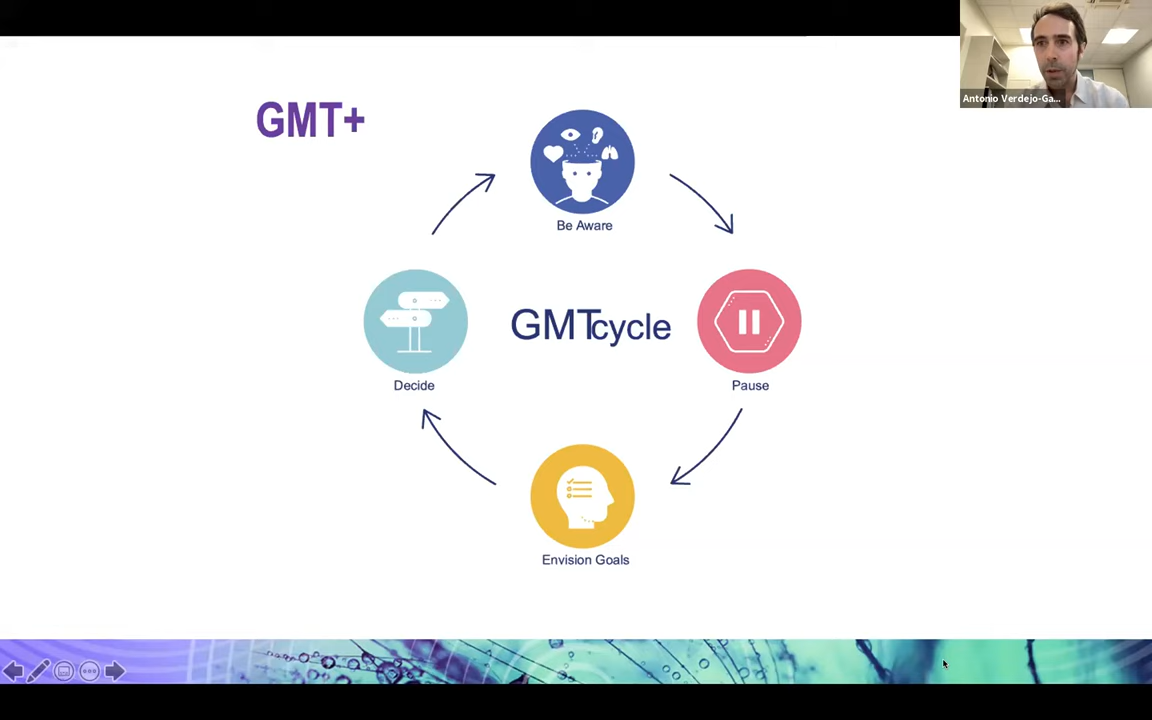 Antonio Verdejo-Ga...
GMT+
Be Aware
GMTcycle
Decide
Pause
Envision Goals